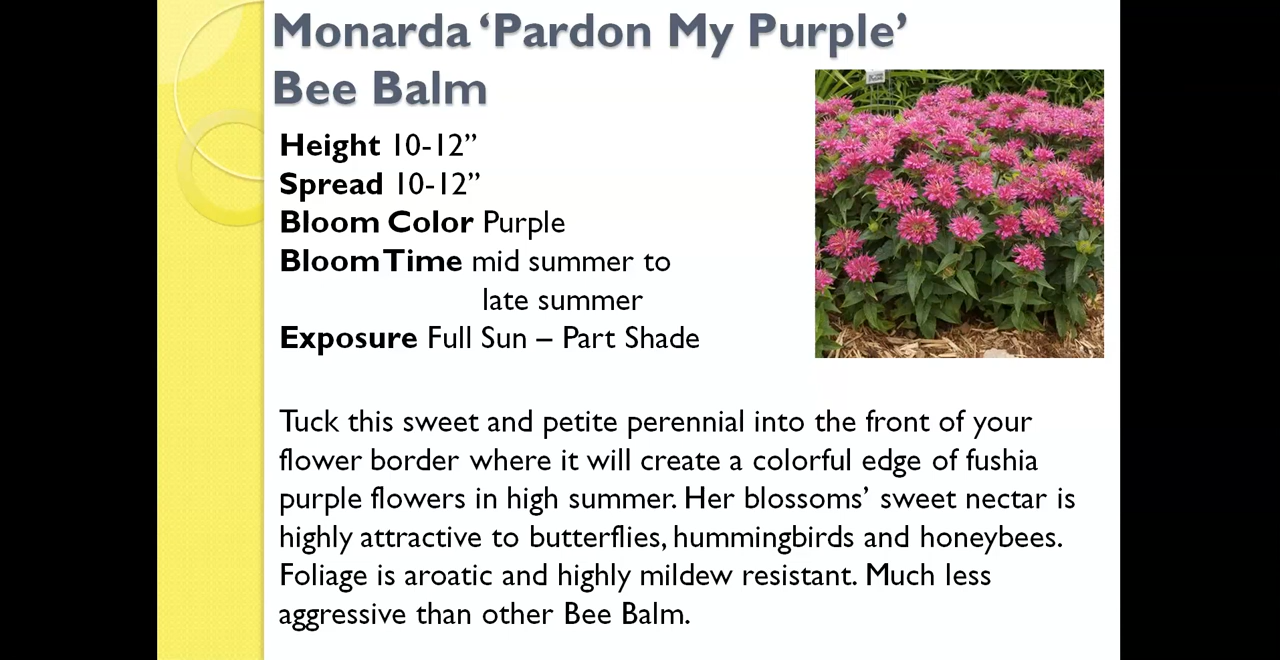 Monarda ‘Pardon My Purple’
Bee Balm
Height 10-12”
Spread 10-12”
Bloom Color Purple
Bloom Time mid summer to
late summer
Exposure Full Sun – Part Shade
Tuck this sweet and petite perennial into the front of your
flower border where it will create a colorful edge of fushia
purple flowers in high summer. Her blossoms’ sweet nectar is
highly attractive to butterflies, hummingbirds and honeybees.
Foliage is aroatic and highly mildew resistant. Much less
aggressive than other Bee Balm.